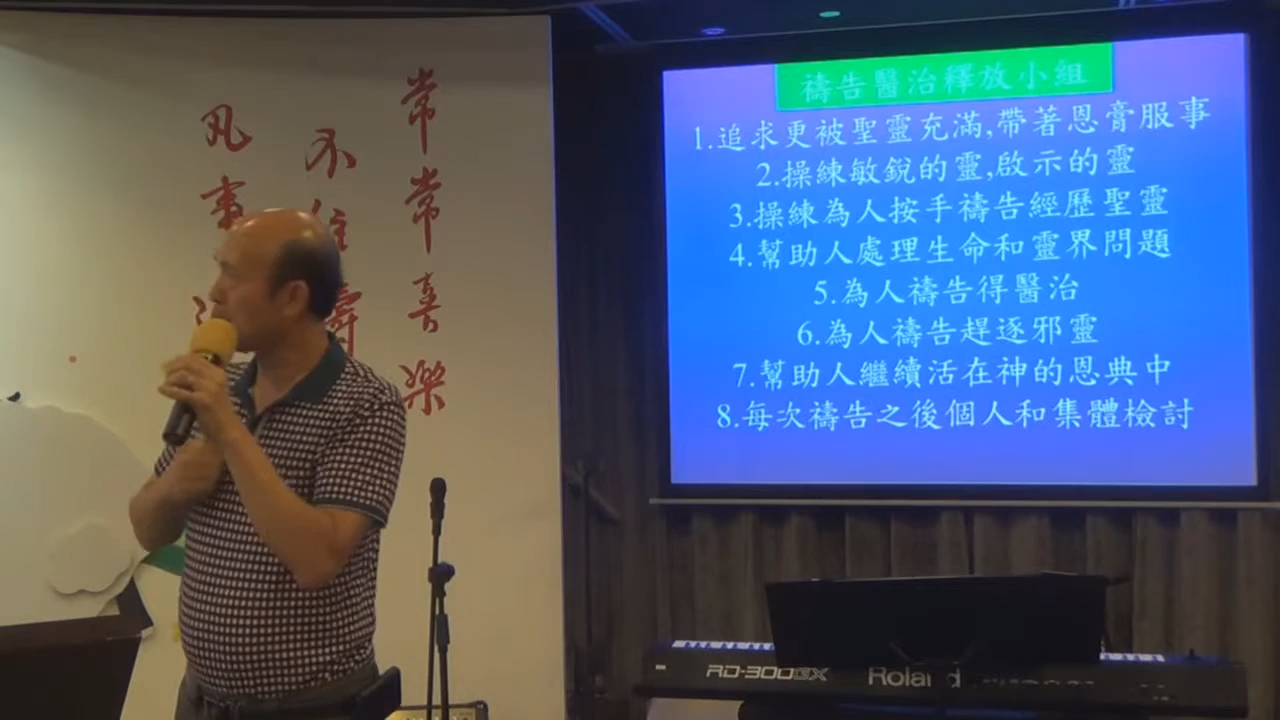 常常喜樂
不住禱
凡事
禱告醫治釋放小組
1.追求更被聖靈充滿,帶著恩膏服事
2.操練敏銳的靈,啟示的靈
3.操練為人按手禱告經歷聖靈
4.幫助人處理生命和靈界問題
5.為人禱告得醫治
6.為人禱告趕逐邪靈
7.幫助人繼續活在神的恩典中
8.每次禱告之後個人和集體檢討
RD-300GX Roland